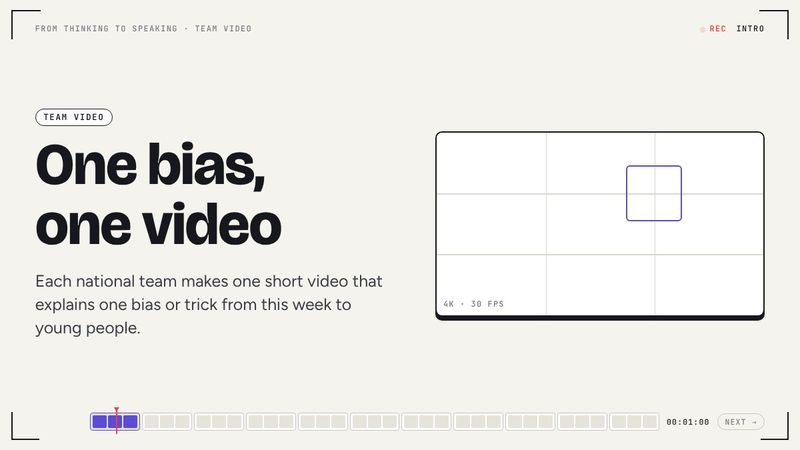 FROM THINKING TO SPEAKING · TEAM VIDEO
REC INTRO
TEAM VIDEO
One bias,
one video
Each national team makes one short video that
explains one bias or trick from this week to
young people.
4K · 30 FPS
00:01:00 NEXT →